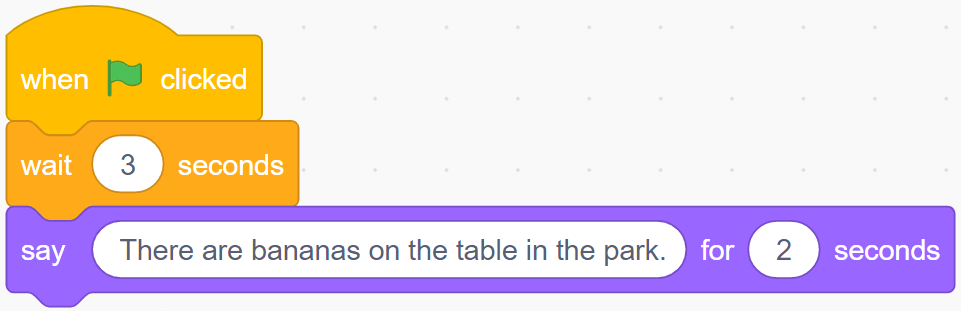 when clicked
wait 3 seconds
say There are bananas on the table in the park. for 2 seconds